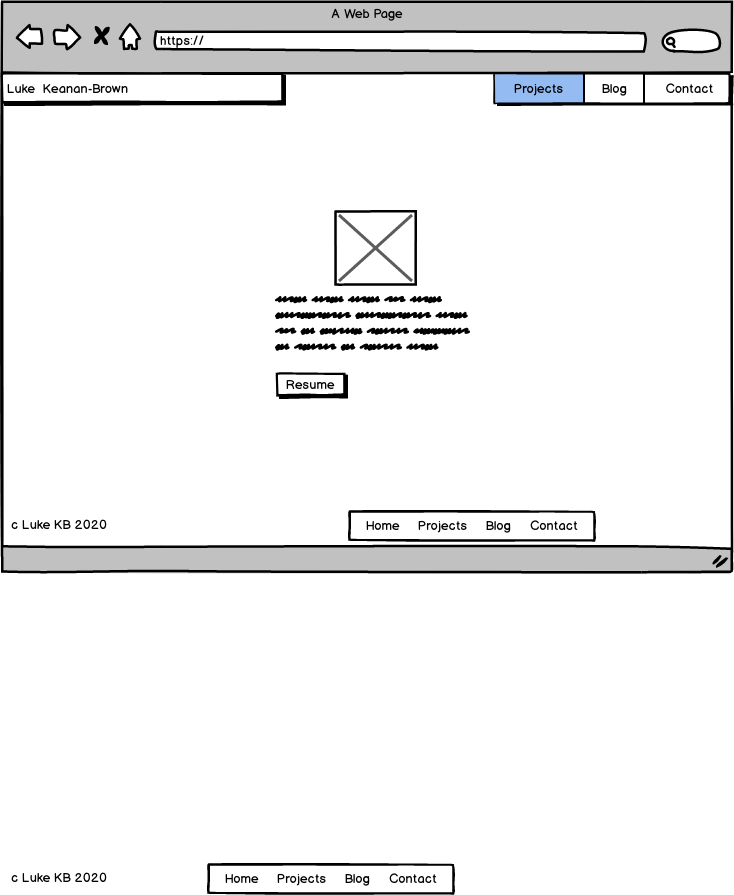 A Web Page
https://
Luke Keanan-Brown
Projects Blog Contact
Resume
c Luke KB 2020
Home Projects Blog Contact
c Luke KB 2020
Home Projects Blog Contact